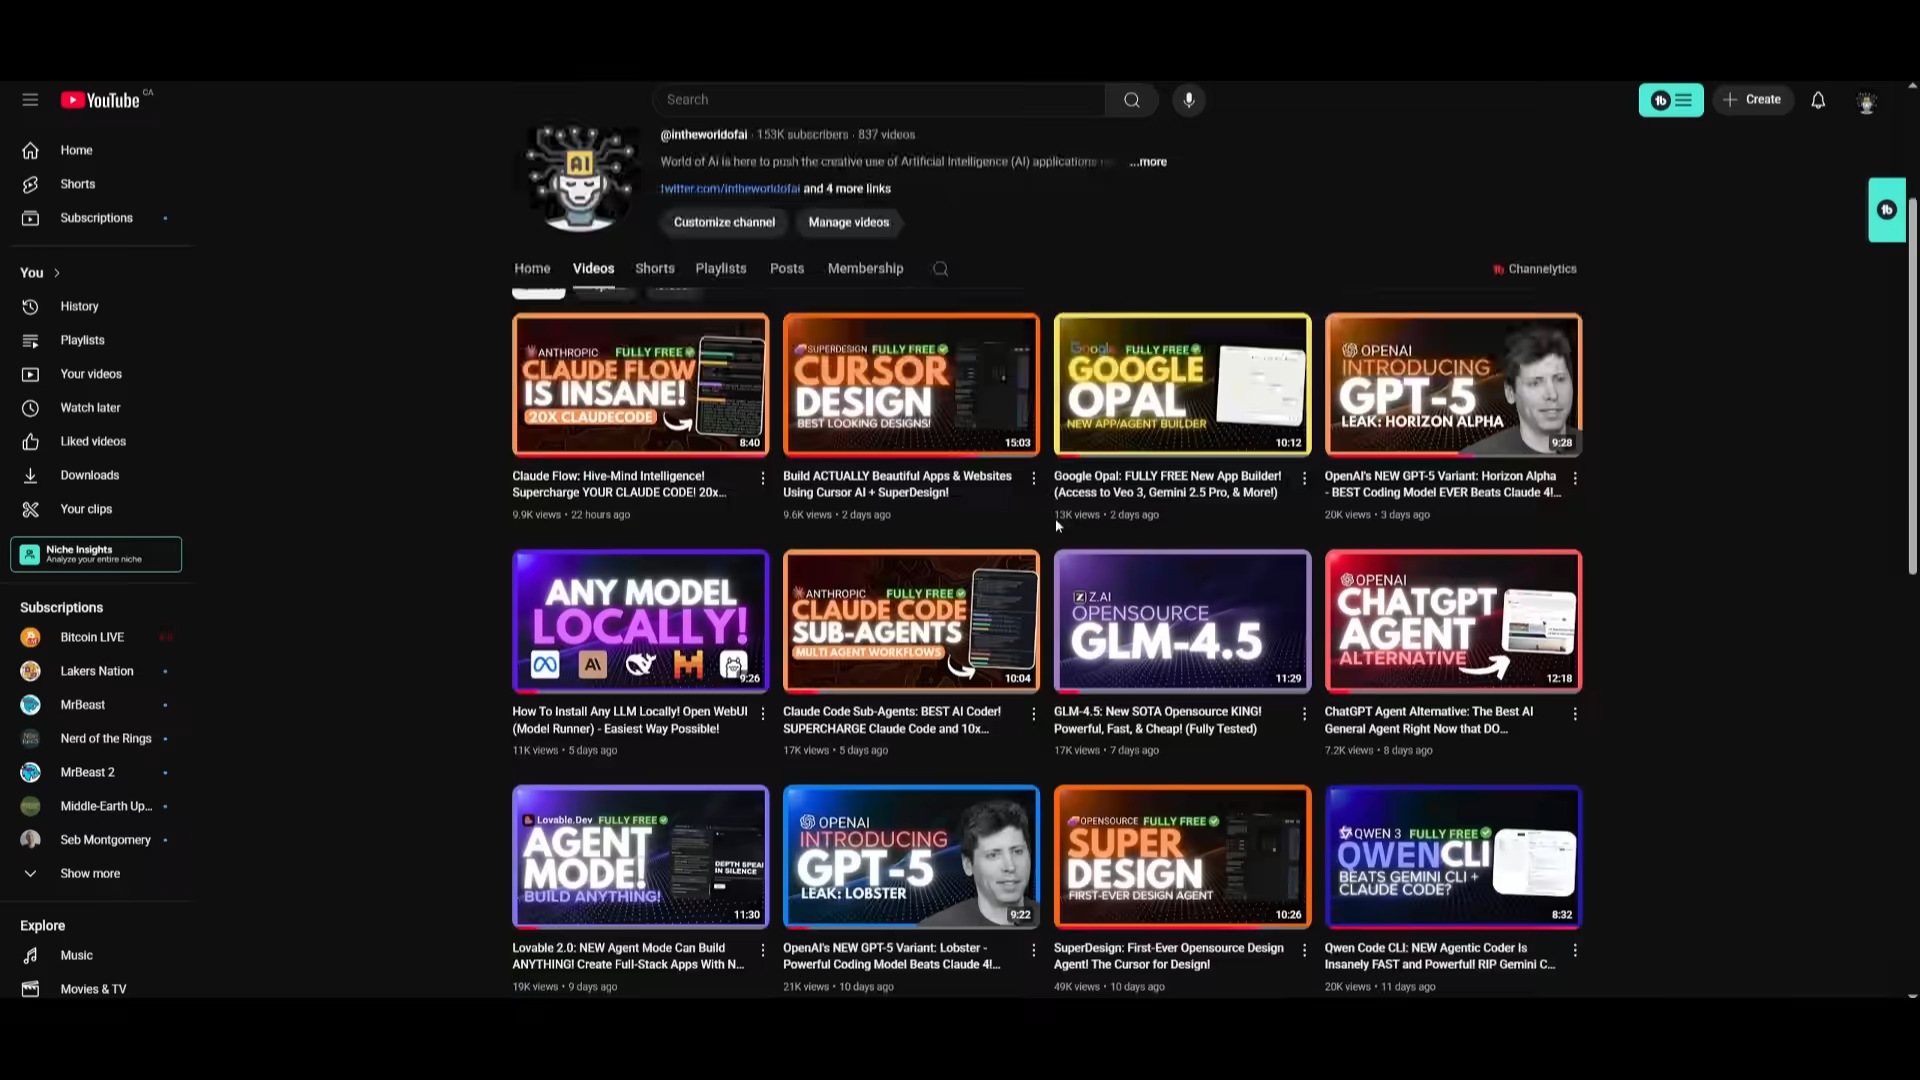 YouTube CA
Search
Create
Home
Shorts
Subscriptions
You
History
Playlists
Your videos
Watch later
Liked videos
Downloads
Your clips
Niche Insights
Analyze your entire niche
Subscriptions
Bitcoin LIVE
Lakers Nation
MrBeast
Nerd of the Rings
MrBeast 2
Middle-Earth Up...
Seb Montgomery
Show more
Explore
Music
Movies & TV
AI
@intheworldofai · 153K subscribers · 837 videos
World of Ai is here to push the creative use of Artificial Intelligence (AI) applications ...more
twitter.com/intheworldofai and 4 more links
Customize channel
Manage videos
Home
Videos
Shorts
Playlists
Posts
Membership
Channelytics
ANTHROPIC FULLY FREE
CLAUDE FLOW
IS INSANE!
20X CLAUDECODE
8:40
Claude Flow: Hive-Mind Intelligence!
Supercharge YOUR CLAUDE CODE! 20x...
9.9K views • 22 hours ago
SUPERDESIGN FULLY FREE
CURSOR
DESIGN
BEST LOOKING DESIGNS!
15:03
Build ACTUALLY Beautiful Apps & Websites
Using Cursor AI + SuperDesign!
9.6K views • 2 days ago
Google FULLY FREE
GOOGLE
OPAL
NEW APP/AGENT BUILDER
10:12
Google Opal: FULLY FREE New App Builder!
(Access to Veo 3, Gemini 2.5 Pro, & More!)
13K views • 2 days ago
OPENAI
INTRODUCING
GPT-5
LEAK: HORIZON ALPHA
9:28
OpenAI's NEW GPT-5 Variant: Horizon Alpha
- BEST Coding Model EVER Beats Claude 4!...
20K views • 3 days ago
ANY MODEL
LOCALLY!
9:26
How To Install Any LLM Locally! Open WebUI
(Model Runner) - Easiest Way Possible!
11K views • 5 days ago
ANTHROPIC FULLY FREE
CLAUDE CODE
SUB-AGENTS
MULTI AGENT WORKFLOWS
10:04
Claude Code Sub-Agents: BEST AI Coder!
SUPERCHARGE Claude Code and 10x...
17K views • 5 days ago
Z.AI
OPENSOURCE
GLM-4.5
11:29
GLM-4.5: New SOTA Opensource KING!
Powerful, Fast, & Cheap! (Fully Tested)
17K views • 7 days ago
OPENAI
CHATGPT
AGENT
ALTERNATIVE
12:18
ChatGPT Agent Alternative: The Best AI
General Agent Right Now that DO...
7.2K views • 8 days ago
Lovable.Dev FULLY FREE
AGENT
MODE!
BUILD ANYTHING!
DEPTH SPEA
IN SILENCE
11:30
Lovable 2.0: NEW Agent Mode Can Build
ANYTHING! Create Full-Stack Apps With N...
19K views • 9 days ago
OPENAI
INTRODUCING
GPT-5
LEAK: LOBSTER
9:22
OpenAI's NEW GPT-5 Variant: Lobster -
Powerful Coding Model Beats Claude 4!...
21K views • 10 days ago
OPENSOURCE FULLY FREE
SUPER
DESIGN
FIRST-EVER DESIGN AGENT
10:26
SuperDesign: First-Ever Opensource Design
Agent! The Cursor for Design!
49K views • 10 days ago
QWEN 3 FULLY FREE
QWENCLI
BEATS GEMINI CLI +
CLAUDE CODE?
8:32
Qwen Code CLI: NEW Agentic Coder Is
Insanely FAST and Powerful! RIP Gemini C...
20K views • 11 days ago